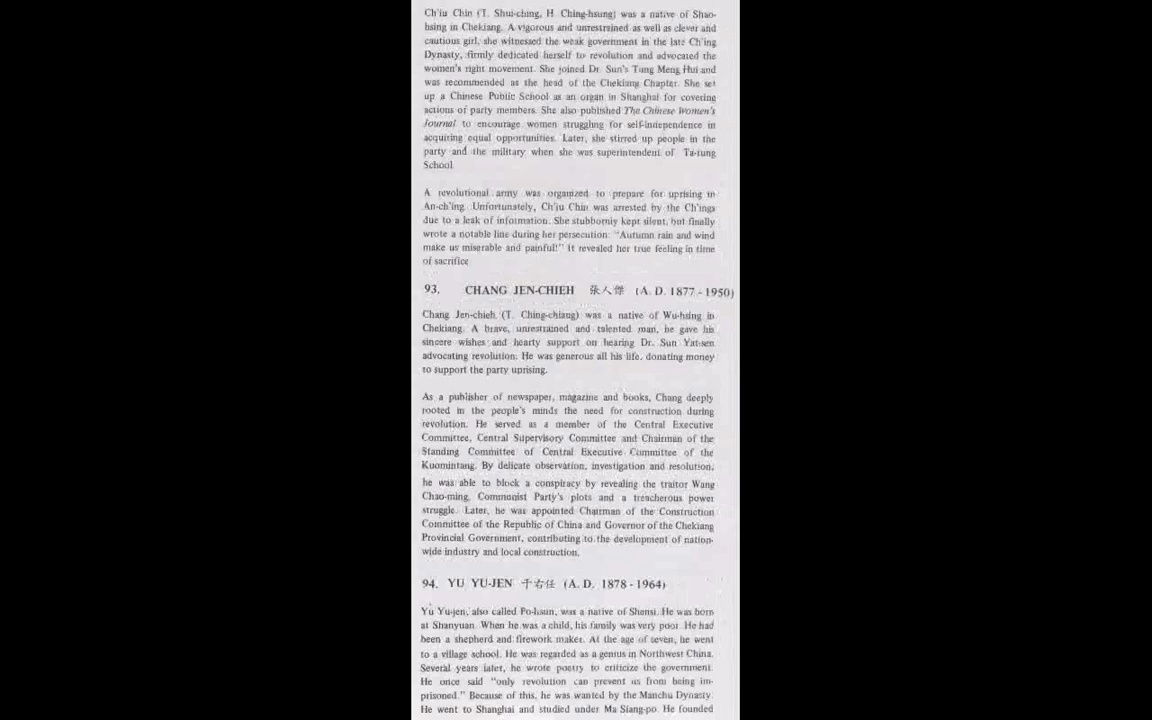 Ch'iu Chin (T. Shui-ching, H. Ching-hsung) was a native of Shao-
hsing in Chekiang. A vigorous and unrestrained as well as clever and
cautious girl, she witnessed the weak government in the late Ch'ing
Dynasty, firmly dedicated herself to revolution and advocated the
women's right movement. She joined Dr. Sun's Tung Meng Hui and
was recommended as the head of the Chekiang Chapter. She set
up a Chinese Public School as an organ in Shanghai for covering
actions of party members. She also published The Chinese Women's
Journal to encourage women struggling for self-independence in
acquiring equal opportunities. Later, she stirred up people in the
party and the military when she was superintendent of Ta-tung
School.
A revolutional army was organized to prepare for uprising in
An-ch'ing. Unfortunately, Ch'iu Chin was arrested by the Ch'ings
due to a leak of information. She stubbornly kept silent, but finally
wrote a notable line during her persecution: "Autumn rain and wind
make us miserable and painful!" It revealed her true feeling in time
of sacrifice.
93. CHANG JEN-CHIEH 張人傑 (A. D. 1877 - 1950)
Chang Jen-chieh (T. Ching-chiang) was a native of Wu-hsing in
Chekiang. A brave, unrestrained and talented man, he gave his
sincere wishes and hearty support on hearing Dr. Sun Yat-sen
advocating revolution. He was generous all his life, donating money
to support the party uprising.
As a publisher of newspaper, magazine and books, Chang deeply
rooted in the people's minds the need for construction during
revolution. He served as a member of the Central Executive
Committee, Central Supervisory Committee and Chairman of the
Standing Committee of Central Executive Committee of the
Kuomintang. By delicate observation, investigation and resolution,
he was able to block a conspiracy by revealing the traitor Wang
Chao-ming, Communist Party's plots and a treacherous power
struggle. Later, he was appointed Chairman of the Construction
Committee of the Republic of China and Governor of the Chekiang
Provincial Government, contributing to the development of nation-
wide industry and local construction.
94. YU YU-JEN 于右任 (A. D. 1878 - 1964)
Yu Yu-jen, also called Po-hsun, was a native of Shensi. He was born
at Shanyuan. When he was a child, his family was very poor. He had
been a shepherd and firework maker. At the age of seven, he went
to a village school. He was regarded as a genius in Northwest China.
Several years later, he wrote poetry to criticize the government.
He once said "only revolution can prevent us from being im-
prisoned." Because of this, he was wanted by the Manchu Dynasty.
He went to Shanghai and studied under Ma Siang-po. He founded